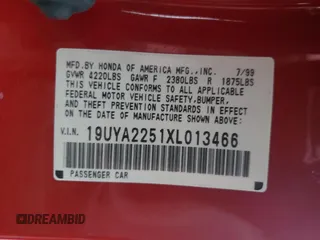 MFD.BY HONDA OF AMERICA MFG.,INC. 7/99
GVWR 4220LBS GAWR F 2380LBS R 1875LBS
THIS VEHICLE CONFORMS TO ALL APPLICABLE
FEDERAL MOTOR VEHICLE SAFETY,BUMPER,
AND THEFT PREVENTION STANDARDS IN EFFECT
ON THE DATE OF MANUFACTURE SHOWN ABOVE.
V.I.N. 19UYA2251XL013466
PASSENGER CAR
DREAMBID